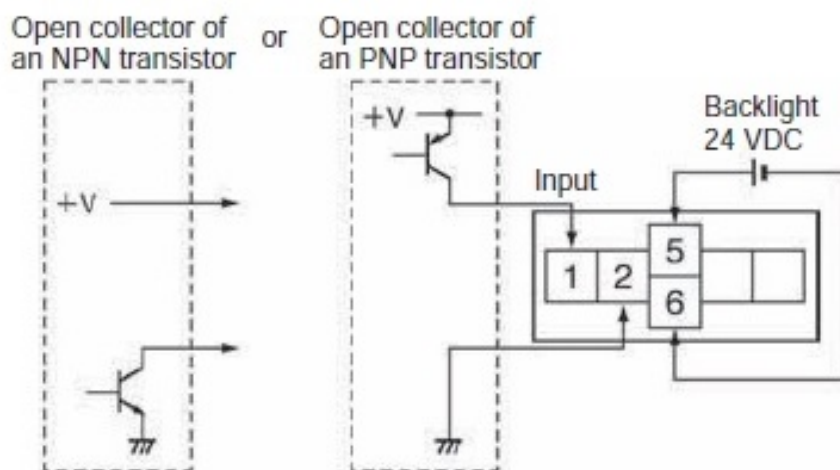 Open collector of
an NPN transistor
or
Open collector of
an PNP transistor
+V
+V
Backlight
24 VDC
Input
1
2
5
6